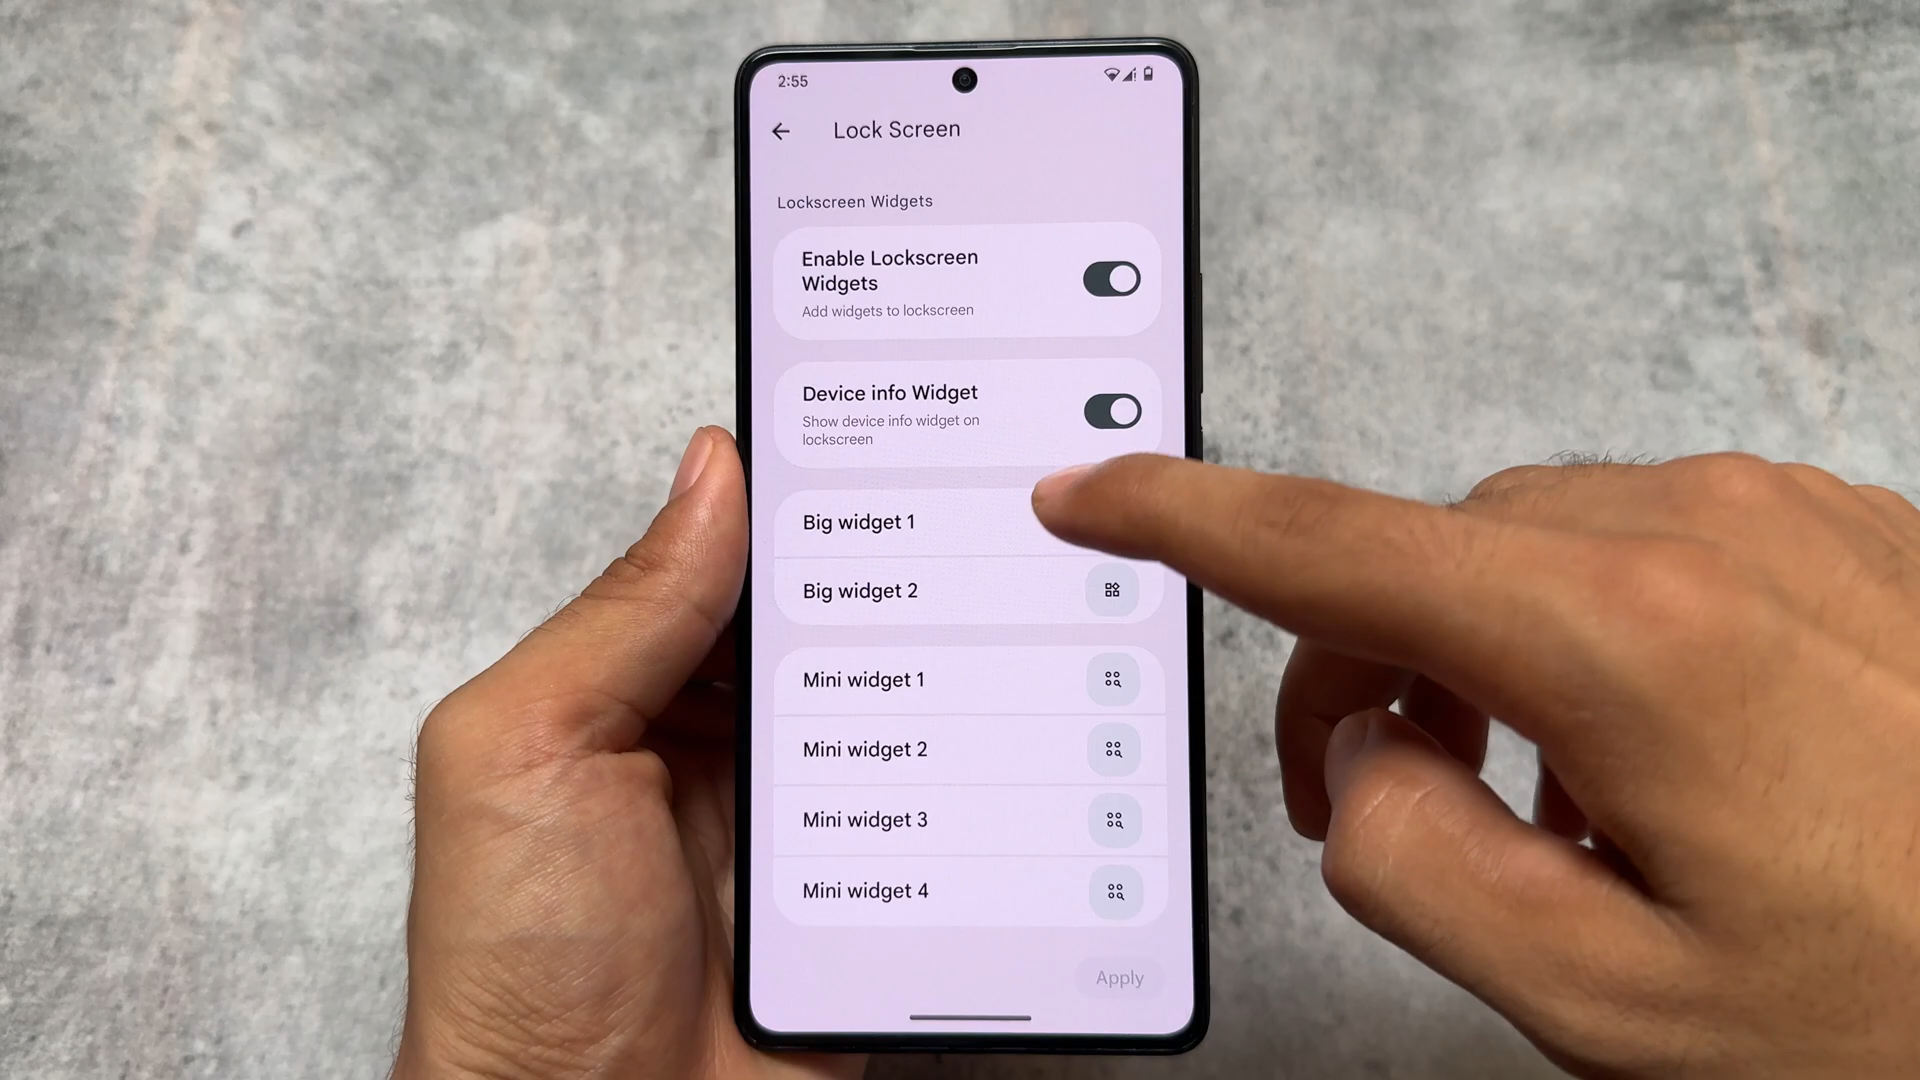 2:55
Lock Screen
Lockscreen Widgets
Enable Lockscreen
Widgets
Add widgets to lockscreen
Device info Widget
Show device info widget on
lockscreen
Big widget 1
Big widget 2
Mini widget 1
Mini widget 2
Mini widget 3
Mini widget 4
Apply